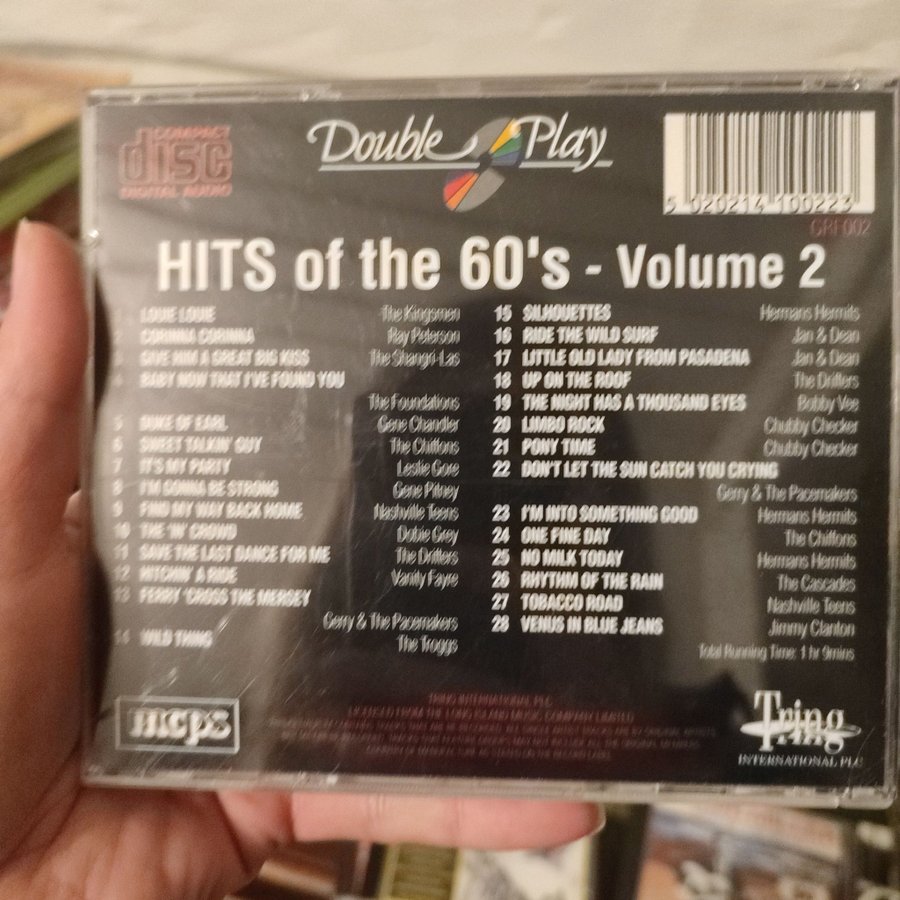 COMPACT
disc
DIGITAL AUDIO
Double Play
5 020214 100223
GRF002
HITS of the 60's - Volume 2
1 LOUIE LOUIE The Kingsmen
2 CORINNA CORINNA Ray Peterson
3 GIVE HIM A GREAT BIG KISS The Shangri-Las
4 BABY NOW THAT I'VE FOUND YOU
The Foundations
5 DUKE OF EARL Gene Chandler
6 SWEET TALKIN' GUY The Chiffons
7 IT'S MY PARTY Leslie Gore
8 I'M GONNA BE STRONG Gene Pitney
9 FIND MY WAY BACK HOME Nashville Teens
10 THE 'IN' CROWD Dobie Grey
11 SAVE THE LAST DANCE FOR ME The Drifters
12 HITCHIN' A RIDE Vanity Fayre
13 FERRY 'CROSS THE MERSEY
Gerry & The Pacemakers
14 WILD THING The Troggs
15 SILHOUETTES Hermans Hermits
16 RIDE THE WILD SURF Jan & Dean
17 LITTLE OLD LADY FROM PASADENA Jan & Dean
18 UP ON THE ROOF The Drifters
19 THE NIGHT HAS A THOUSAND EYES Bobby Vee
20 LIMBO ROCK Chubby Checker
21 PONY TIME Chubby Checker
22 DON'T LET THE SUN CATCH YOU CRYING
Gerry & The Pacemakers
23 I'M INTO SOMETHING GOOD Hermans Hermits
24 ONE FINE DAY The Chiffons
25 NO MILK TODAY Hermans Hermits
26 RHYTHM OF THE RAIN The Cascades
27 TOBACCO ROAD Nashville Teens
28 VENUS IN BLUE JEANS Jimmy Clanton
Total Running Time: 1 hr 9mins
mcps
TRING INTERNATIONAL PLC
LICENSED FROM THE LONG ISLAND MUSIC COMPANY LIMITED
Tring
INTERNATIONAL PLC